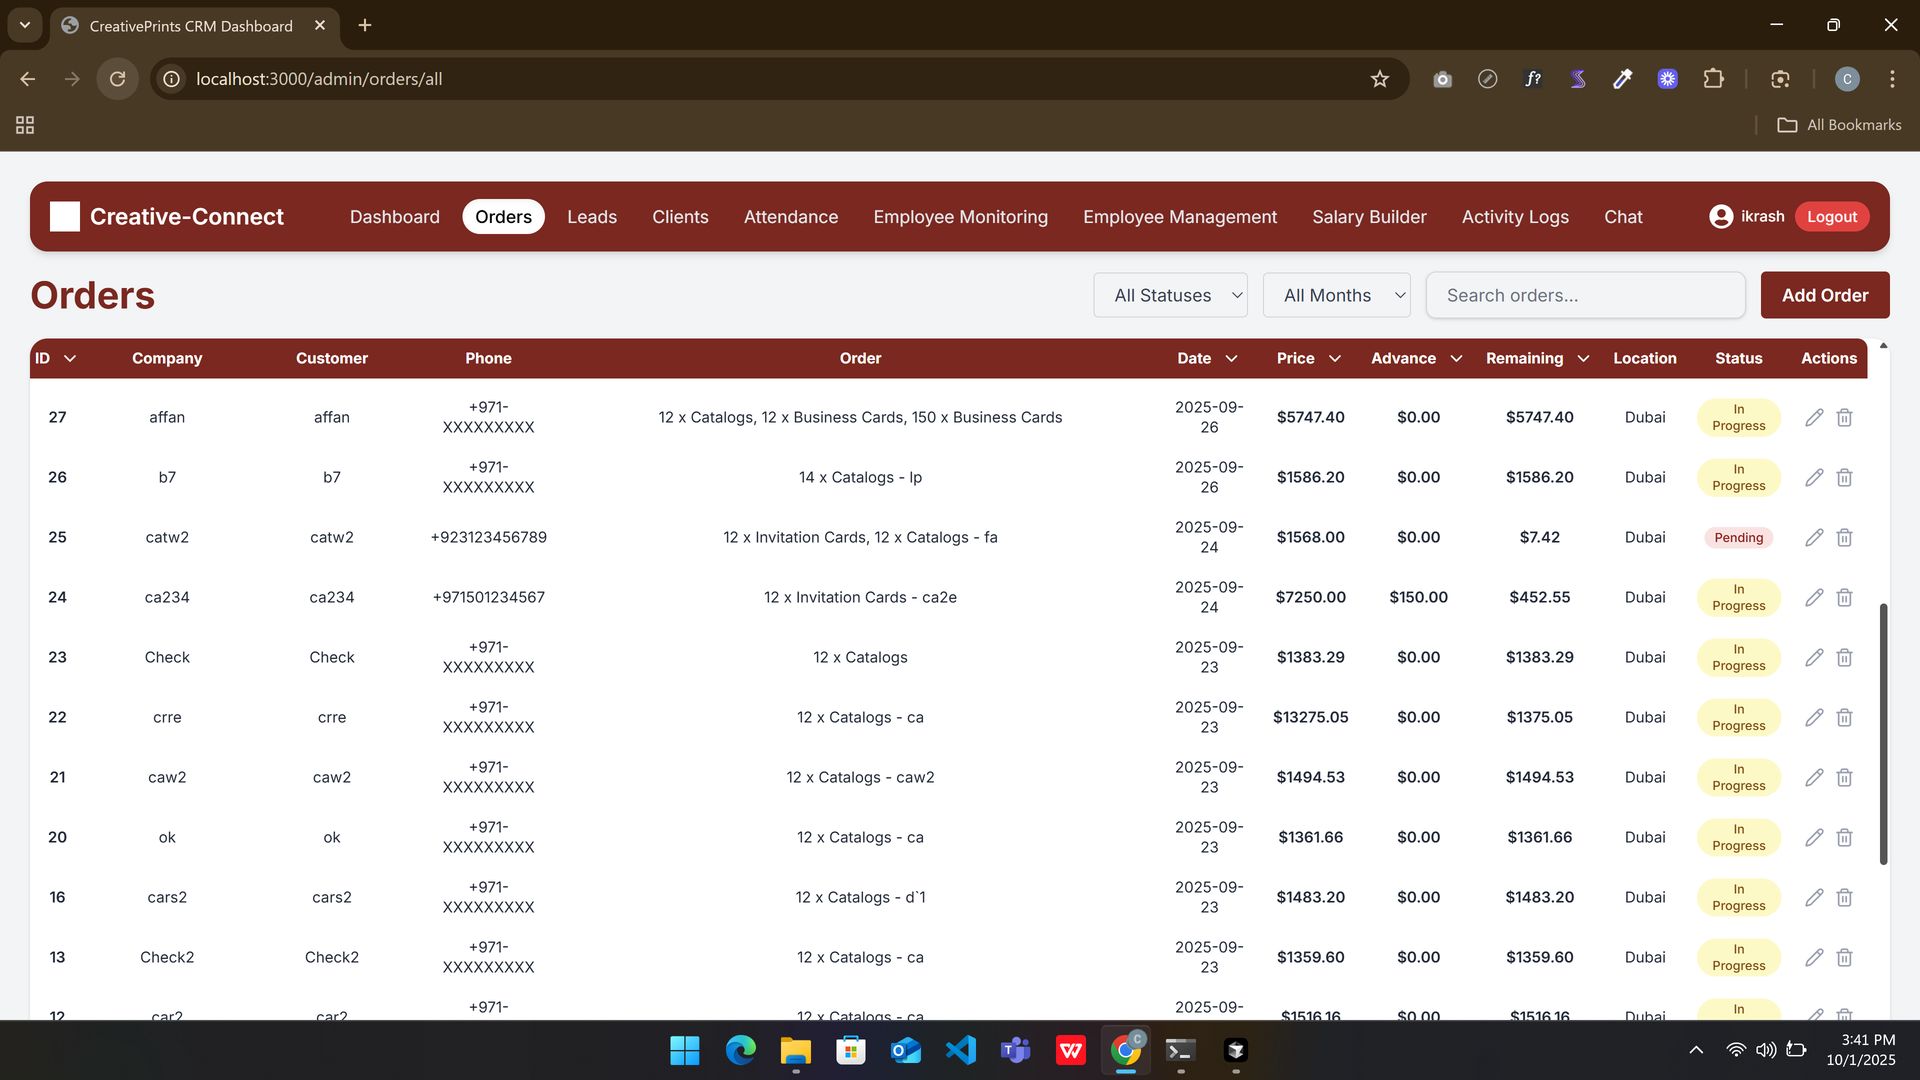 CreativePrints CRM Dashboard
localhost:3000/admin/orders/all
f?
C
All Bookmarks
Creative-Connect
Dashboard
Orders
Leads
Clients
Attendance
Employee Monitoring
Employee Management
Salary Builder
Activity Logs
Chat
ikrash
Logout
Orders
All Statuses
All Months
Search orders...
Add Order
ID Company Customer Phone Order Date Price Advance Remaining Location Status Actions
27 affan affan +971-XXXXXXXXX 12 x Catalogs, 12 x Business Cards, 150 x Business Cards 2025-09-26 $5747.40 $0.00 $5747.40 Dubai In Progress
26 b7 b7 +971-XXXXXXXXX 14 x Catalogs - lp 2025-09-26 $1586.20 $0.00 $1586.20 Dubai In Progress
25 catw2 catw2 +923123456789 12 x Invitation Cards, 12 x Catalogs - fa 2025-09-24 $1568.00 $0.00 $7.42 Dubai Pending
24 ca234 ca234 +971501234567 12 x Invitation Cards - ca2e 2025-09-24 $7250.00 $150.00 $452.55 Dubai In Progress
23 Check Check +971-XXXXXXXXX 12 x Catalogs 2025-09-23 $1383.29 $0.00 $1383.29 Dubai In Progress
22 crre crre +971-XXXXXXXXX 12 x Catalogs - ca 2025-09-23 $13275.05 $0.00 $1375.05 Dubai In Progress
21 caw2 caw2 +971-XXXXXXXXX 12 x Catalogs - caw2 2025-09-23 $1494.53 $0.00 $1494.53 Dubai In Progress
20 ok ok +971-XXXXXXXXX 12 x Catalogs - ca 2025-09-23 $1361.66 $0.00 $1361.66 Dubai In Progress
16 cars2 cars2 +971-XXXXXXXXX 12 x Catalogs - d`1 2025-09-23 $1483.20 $0.00 $1483.20 Dubai In Progress
13 Check2 Check2 +971-XXXXXXXXX 12 x Catalogs - ca 2025-09-23 $1359.60 $0.00 $1359.60 Dubai In Progress
12 car2 car2 +971- 12 x Catalogs - ca 2025-09- $1516.16 $0.00 $1516.16 Dubai In
C
3:41 PM
10/1/2025